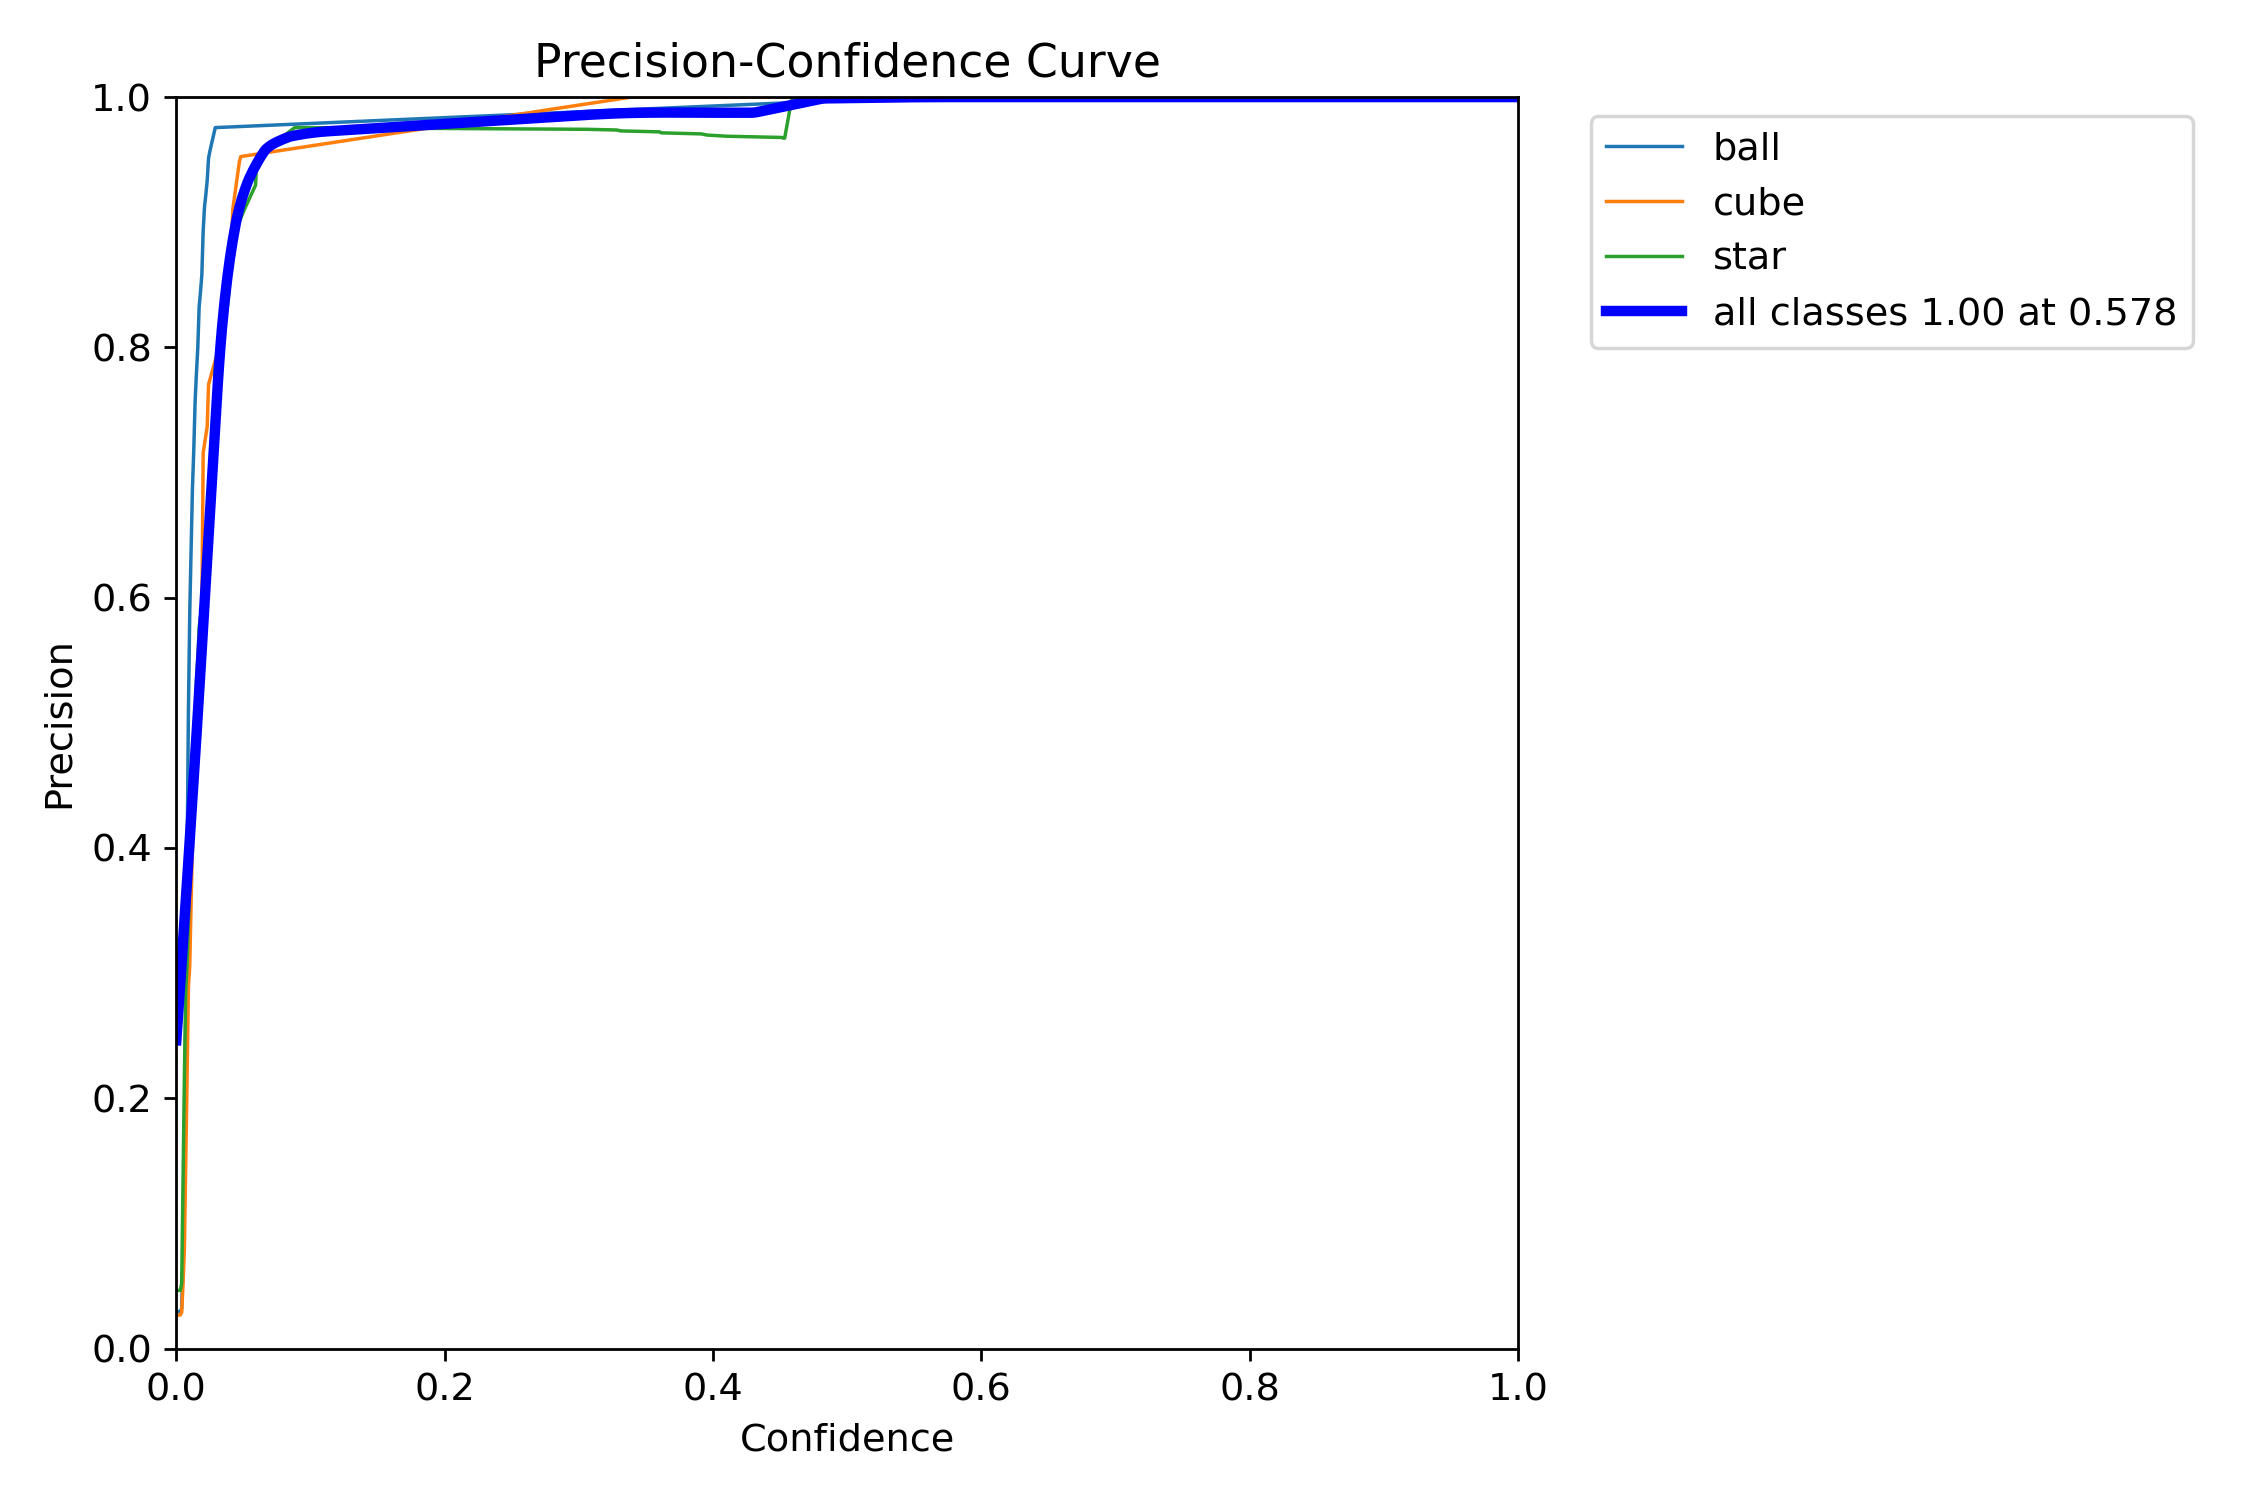 Precision-Confidence Curve
1.0
0.8
0.6
0.4
0.2
0.0
Precision
0.0 0.2 0.4 0.6 0.8 1.0
Confidence
ball
cube
star
all classes 1.00 at 0.578